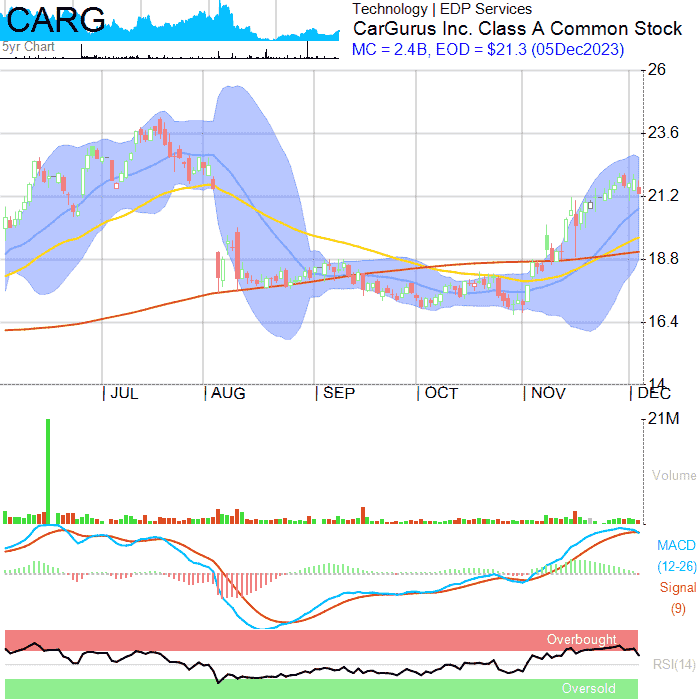 CARG
5yr Chart
Technology | EDP Services
CarGurus Inc. Class A Common Stock
MC = 2.4B, EOD = $21.3 (05Dec2023)
26
23.6
21.2
18.8
16.4
14
JUL
AUG
SEP
OCT
NOV
DEC
21M
Volume
MACD
(12-26)
Signal
(9)
Overbought
RSI(14)
Oversold